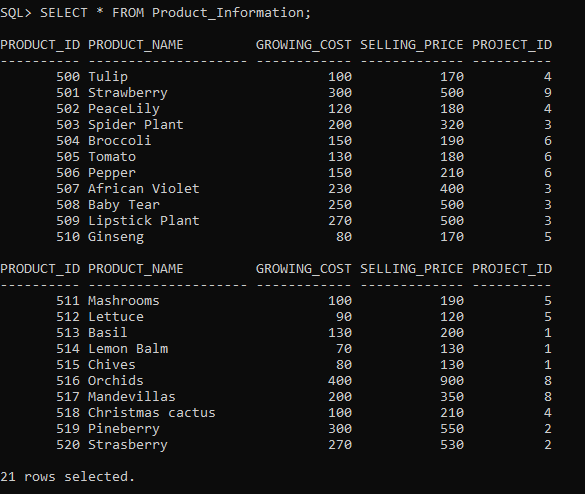 SQL> SELECT * FROM Product_Information;
PRODUCT_ID PRODUCT_NAME         GROWING_COST SELLING_PRICE PROJECT_ID
---------- -------------------- ------------ ------------- ----------
       500 Tulip                         100           170          4
       501 Strawberry                    300           500          9
       502 PeaceLily                     120           180          4
       503 Spider Plant                  200           320          3
       504 Broccoli                      150           190          6
       505 Tomato                        130           180          6
       506 Pepper                        150           210          6
       507 African Violet                230           400          3
       508 Baby Tear                     250           500          3
       509 Lipstick Plant                270           500          3
       510 Ginseng                        80           170          5
PRODUCT_ID PRODUCT_NAME         GROWING_COST SELLING_PRICE PROJECT_ID
---------- -------------------- ------------ ------------- ----------
       511 Mashrooms                     100           190          5
       512 Lettuce                        90           120          5
       513 Basil                         130           200          1
       514 Lemon Balm                     70           130          1
       515 Chives                         80           130          1
       516 Orchids                       400           900          8
       517 Mandevillas                   200           350          8
       518 Christmas cactus              100           210          4
       519 Pineberry                     300           550          2
       520 Strasberry                    270           530          2
21 rows selected.